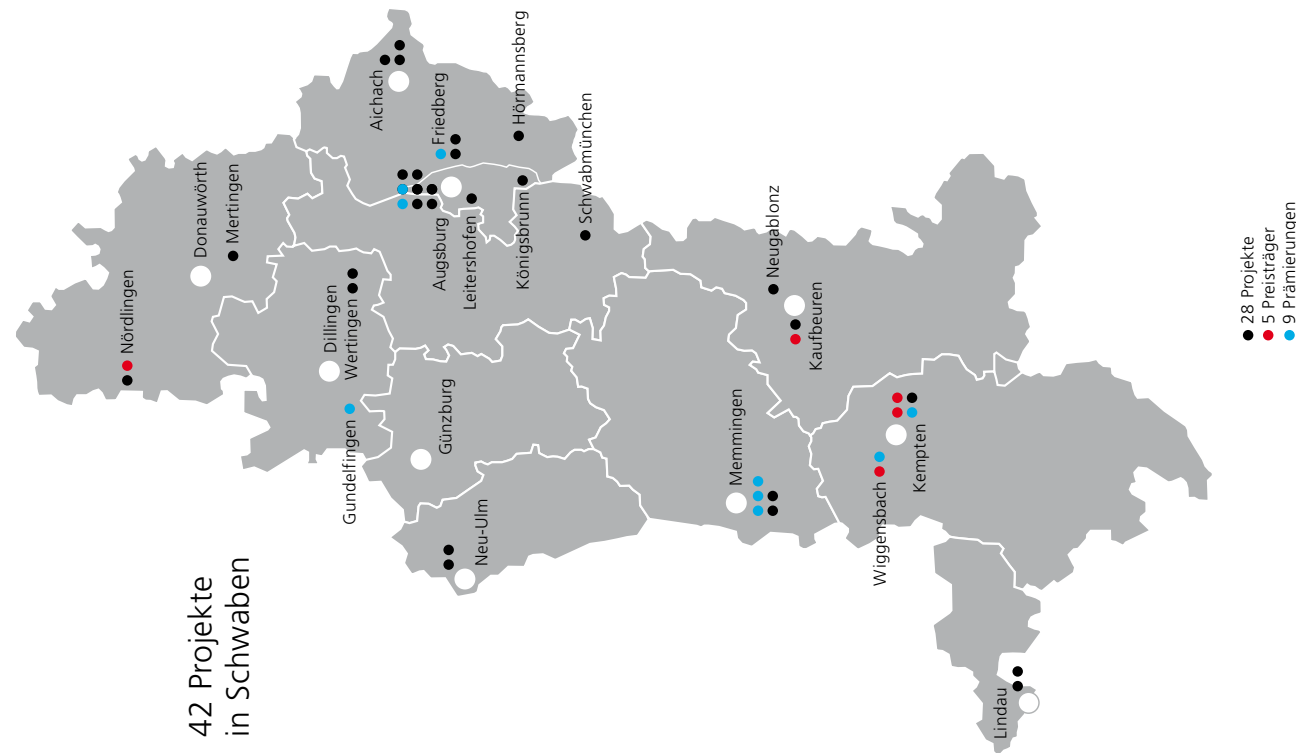 42 Projekte
in Schwaben
Nördlingen
Donauwörth
Mertingen
Dillingen
Wertingen
Gundelfingen
Günzburg
Neu-Ulm
Aichach
Friedberg
Hörmannsberg
Augsburg
Leitershofen
Königsbrunn
Schwabmünchen
Memmingen
Neugablonz
Kaufbeuren
Wiggensbach
Kempten
Lindau
28 Projekte
5 Preisträger
9 Prämierungen